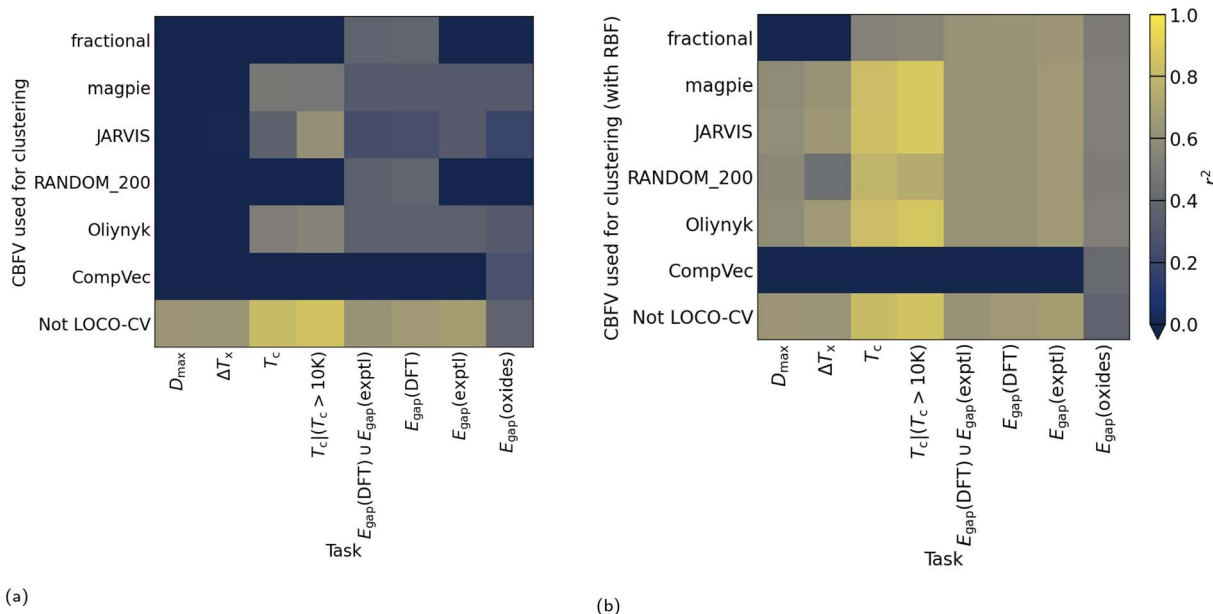 CBFV used for clustering
fractional
magpie
JARVIS
RANDOM_200
Oliynyk
CompVec
Not LOCO-CV
D_max
ΔT_x
T_c
T_c|(T_c > 10K)
E_gap(DFT) ∪ E_gap(exptl)
E_gap(DFT)
E_gap(exptl)
E_gap(oxides)
Task
(a)
CBFV used for clustering (with RBF)
fractional
magpie
JARVIS
RANDOM_200
Oliynyk
CompVec
Not LOCO-CV
D_max
ΔT_x
T_c
T_c|(T_c > 10K)
E_gap(DFT) ∪ E_gap(exptl)
E_gap(DFT)
E_gap(exptl)
E_gap(oxides)
Task
1.0
0.8
0.6
0.4
0.2
0.0
r²
(b)